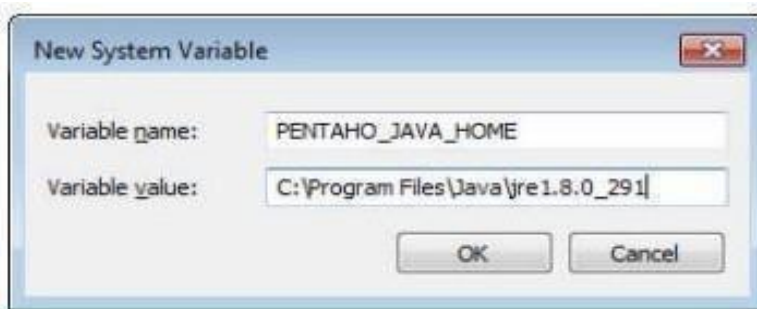 New System Variable
Variable name: PENTAHO_JAVA_HOME
Variable value: C:\Program Files\Java\jre1.8.0_291
OK Cancel